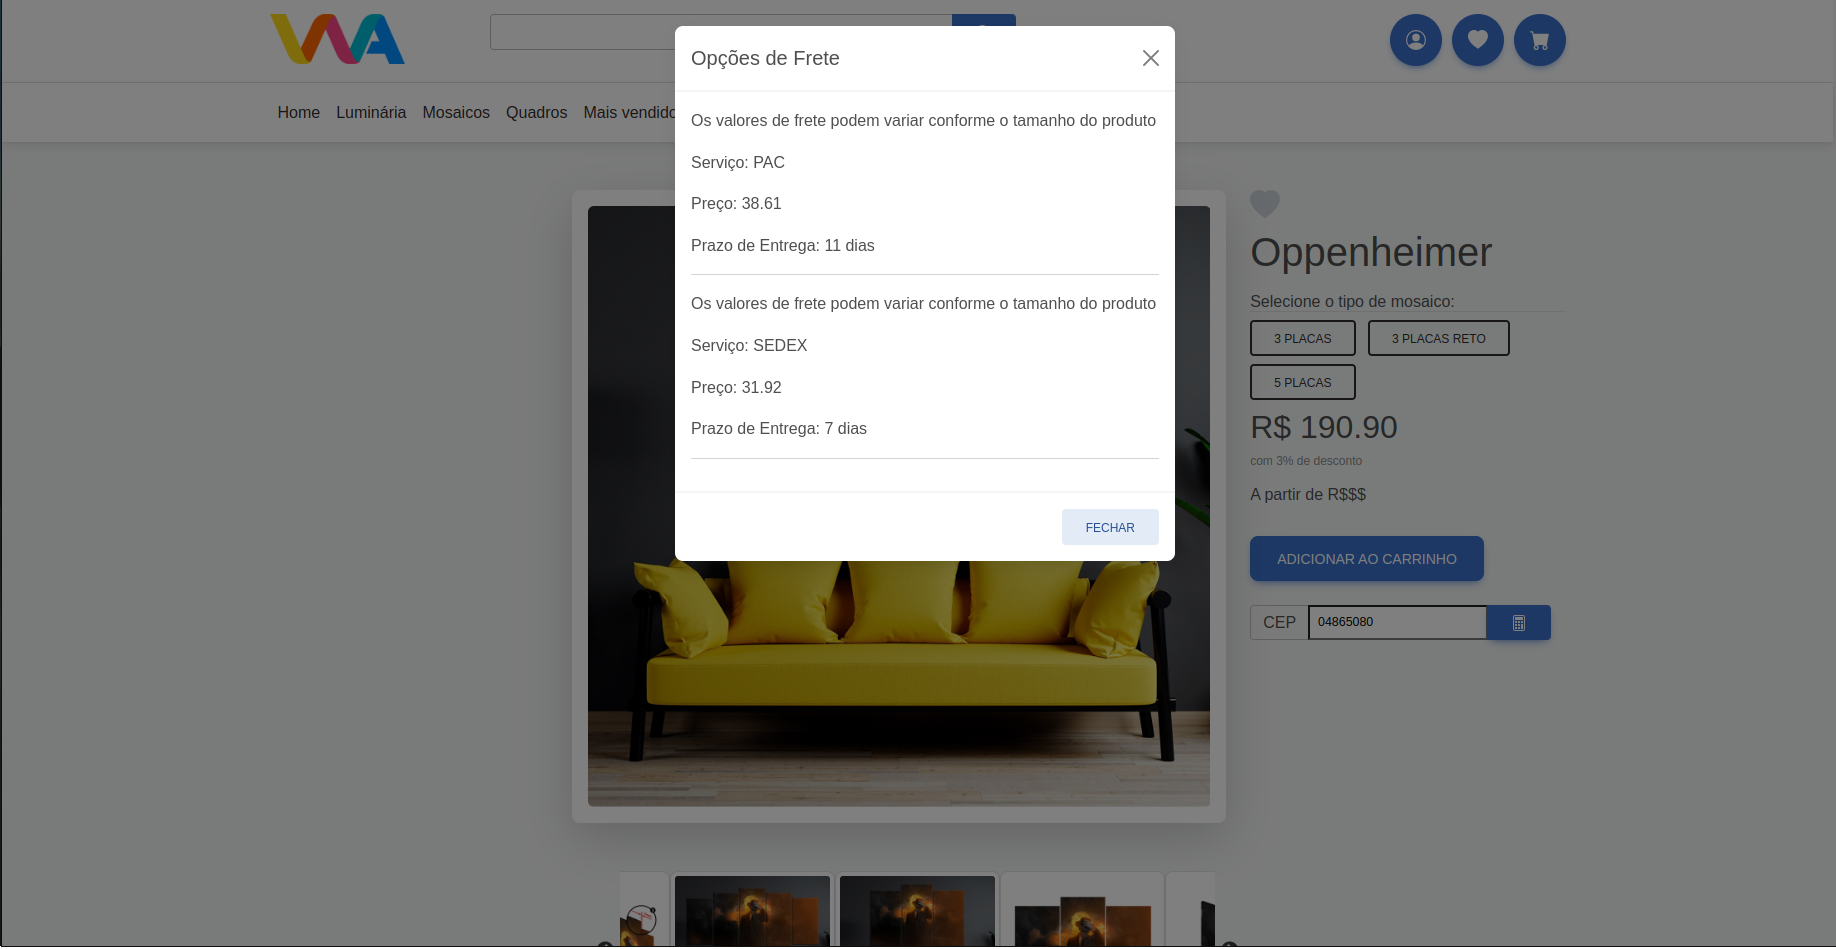 Opções de Frete
Os valores de frete podem variar conforme o tamanho do produto
Serviço: PAC
Preço: 38.61
Prazo de Entrega: 11 dias
Os valores de frete podem variar conforme o tamanho do produto
Serviço: SEDEX
Preço: 31.92
Prazo de Entrega: 7 dias
FECHAR
Home Luminária Mosaicos Quadros Mais vendido
Oppenheimer
Selecione o tipo de mosaico:
3 PLACAS 3 PLACAS RETO
5 PLACAS
R$ 190.90
com 3% de desconto
A partir de R$$$
ADICIONAR AO CARRINHO
CEP 04865080